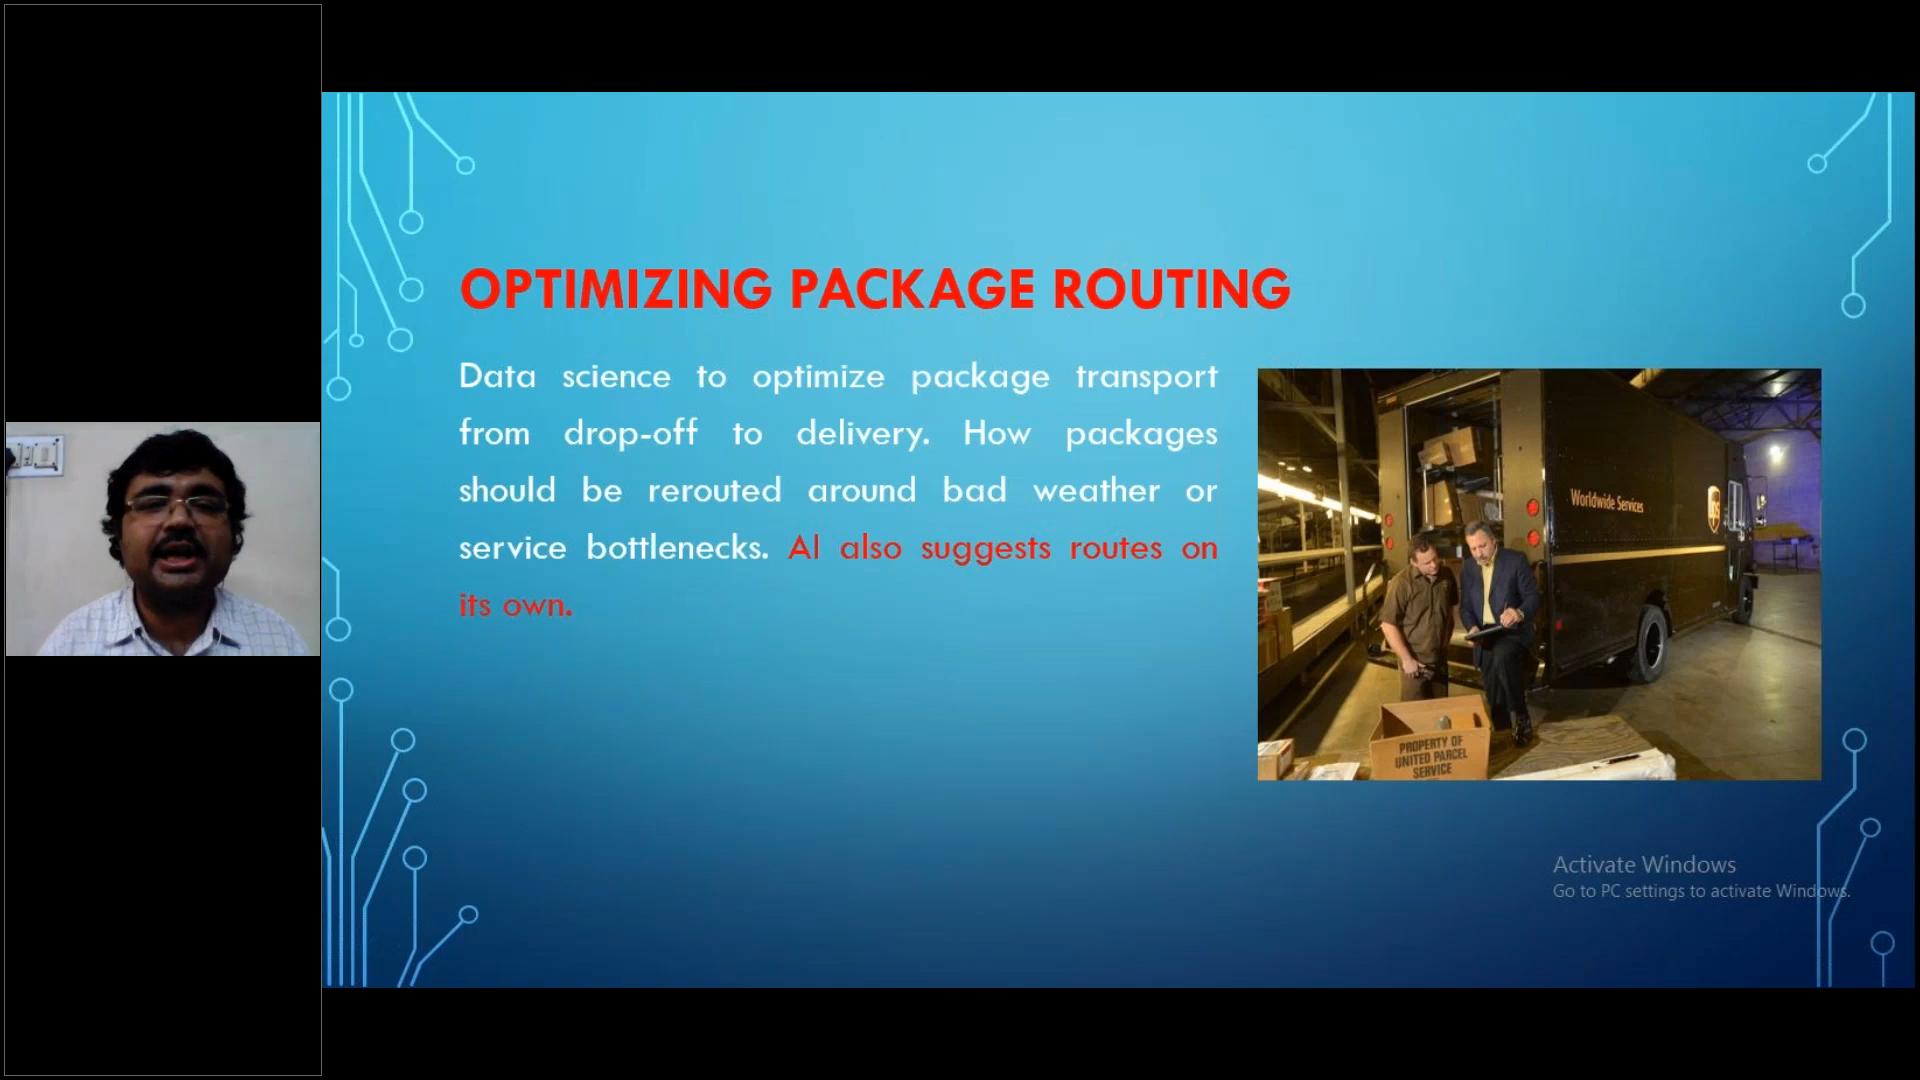 OPTIMIZING PACKAGE ROUTING
Data science to optimize package transport
from drop-off to delivery. How packages
should be rerouted around bad weather or
service bottlenecks. AI also suggests routes on
its own.
Worldwide Services
ups
PROPERTY OF
UNITED PARCEL
SERVICE
Activate Windows
Go to PC settings to activate Windows.